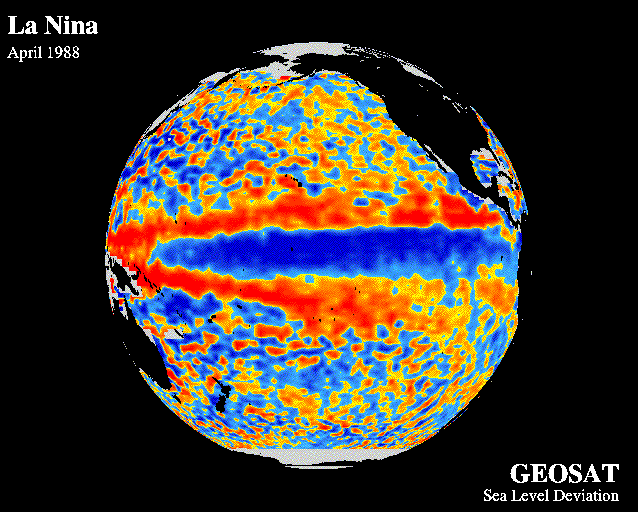 La Nina
April 1988
GEOSAT
Sea Level Deviation